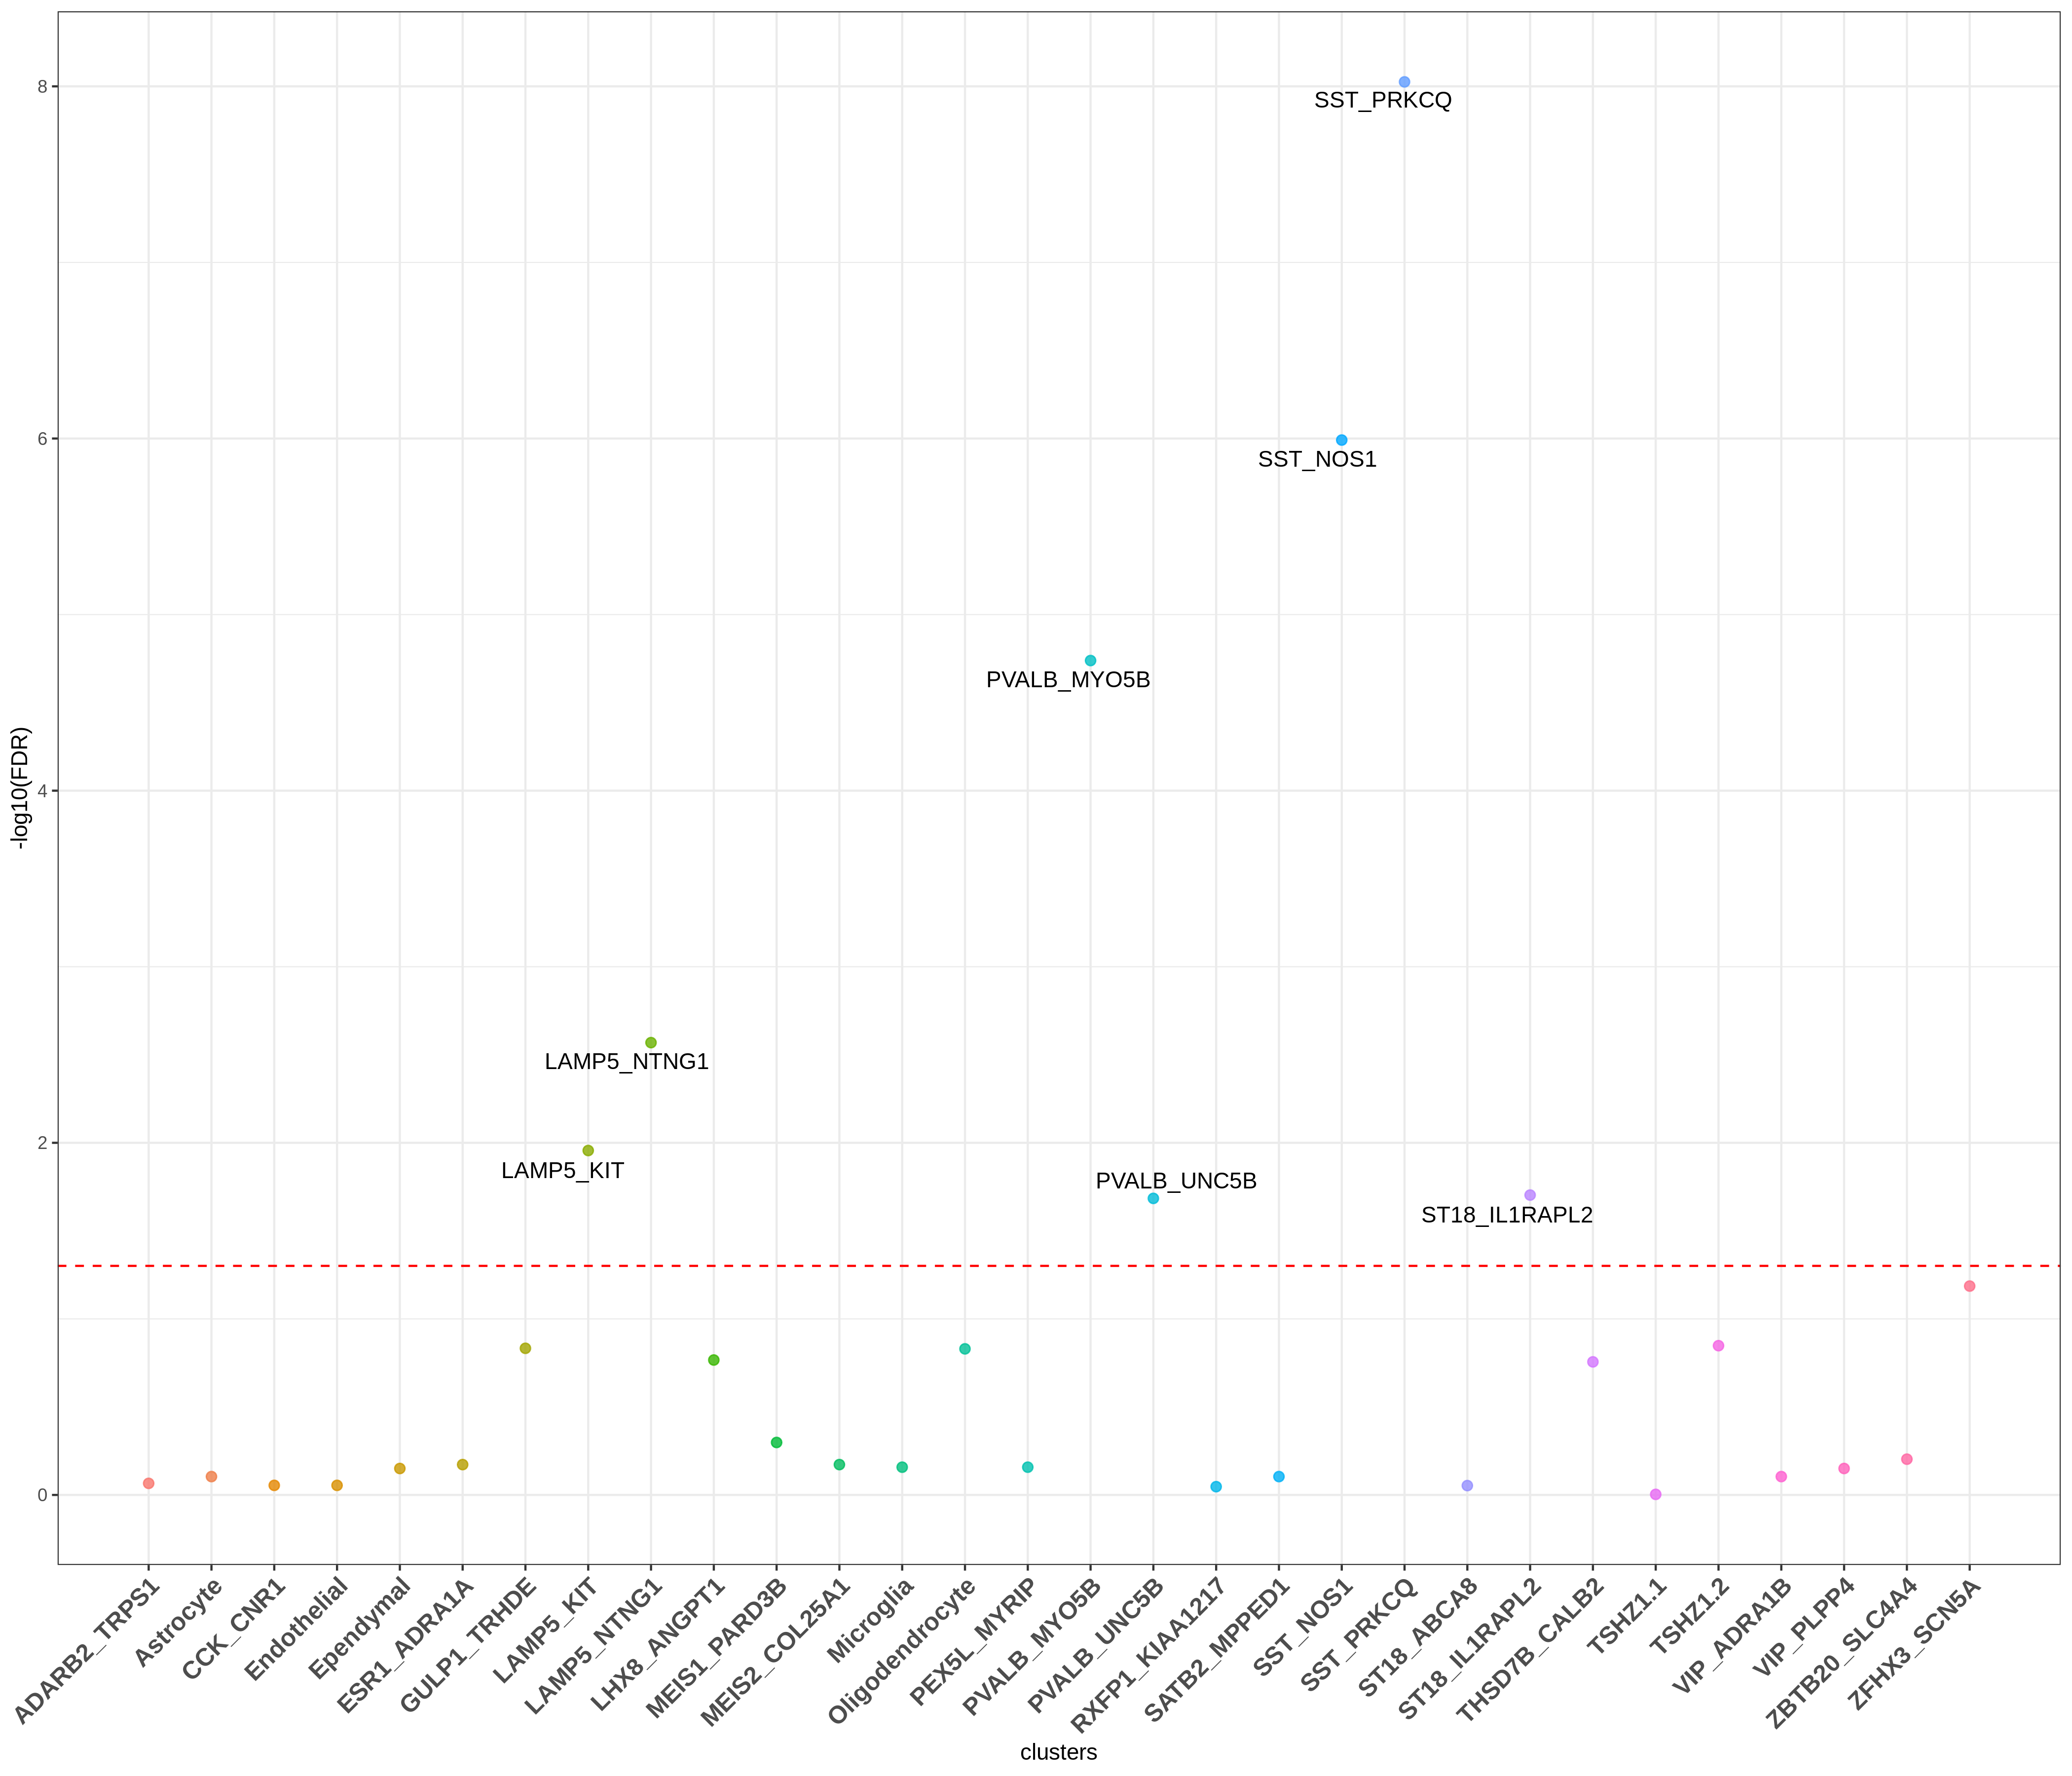 8
SST_PRKCQ
6
SST_NOS1
PVALB_MYO5B
-log10(FDR)
4
LAMP5_NTNG1
2
LAMP5_KIT
PVALB_UNC5B
ST18_IL1RAPL2
0
ADARB2_TRPS1
Astrocyte
CCK_CNR1
Endothelial
Ependymal
ESR1_ADRA1A
GULP1_TRHDE
LAMP5_KIT
LAMP5_NTNG1
LHX8_ANGPT1
MEIS1_PARD3B
MEIS2_COL25A1
Microglia
Oligodendrocyte
PEX5L_MYRIP
PVALB_MYO5B
PVALB_UNC5B
RXFP1_KIAA1217
SATB2_MPPED1
SST_NOS1
SST_PRKCQ
ST18_ABCA8
ST18_IL1RAPL2
THSD7B_CALB2
TSHZ1.1
TSHZ1.2
VIP_ADRA1B
VIP_PLPP4
ZBTB20_SLC4A4
ZFHX3_SCN5A
clusters